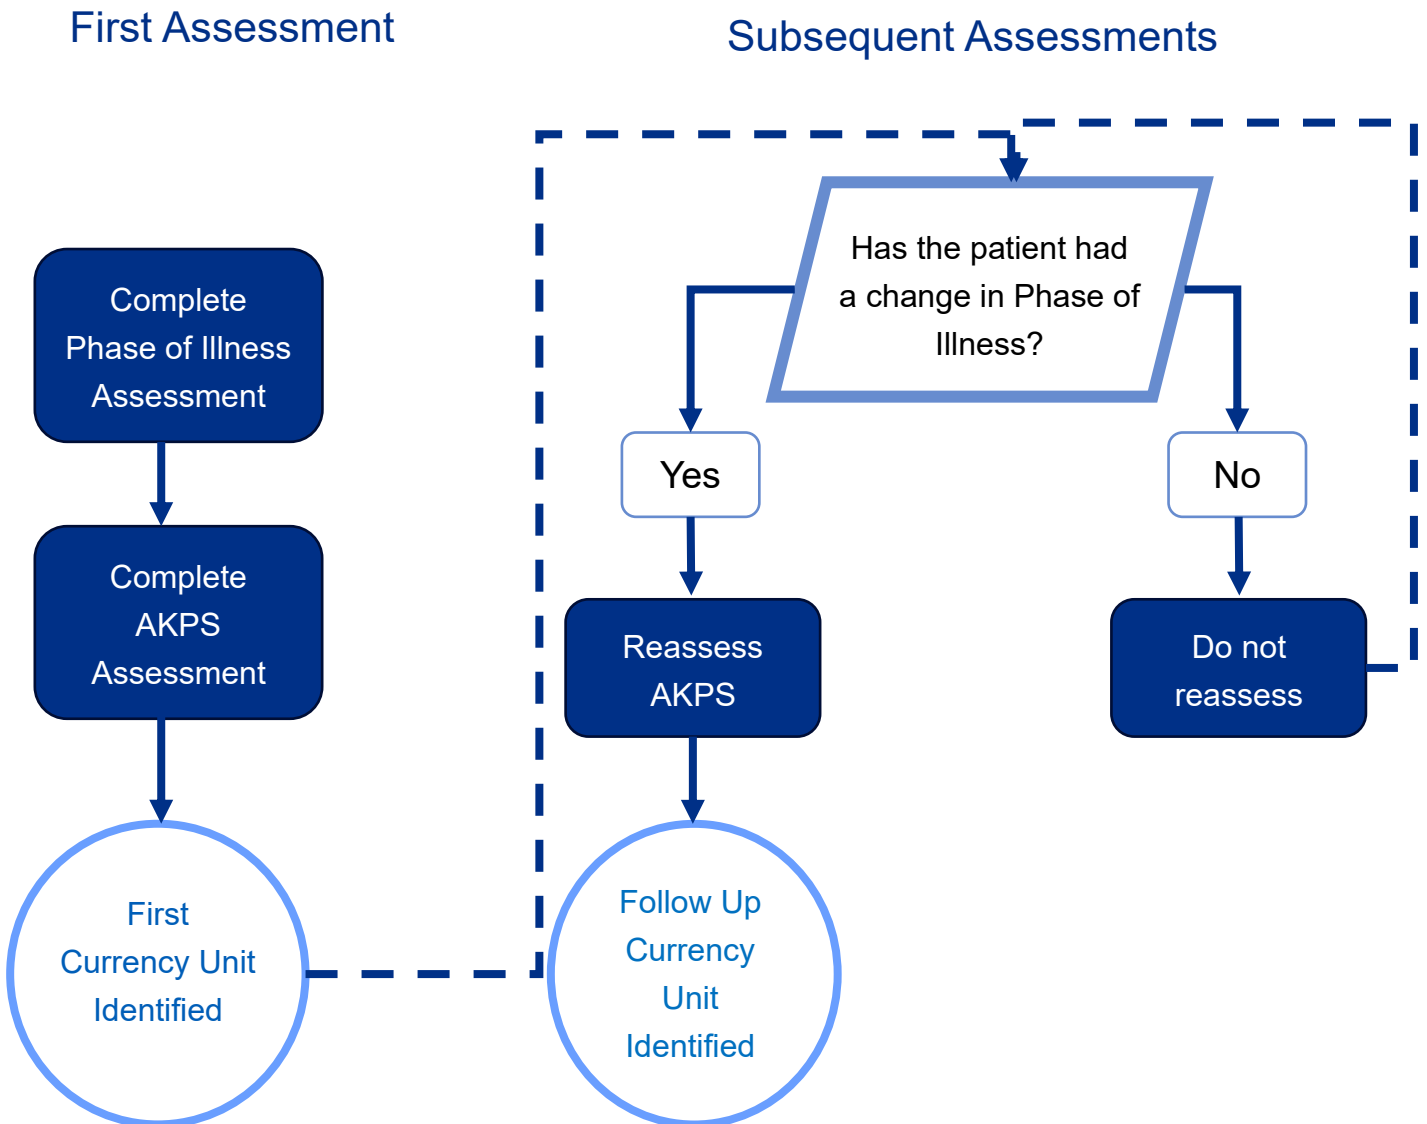 First Assessment
Subsequent Assessments
Complete
Phase of Illness
Assessment
Complete
AKPS
Assessment
First
Currency Unit
Identified
Has the patient had
a change in Phase of
Illness?
Yes
No
Reassess
AKPS
Do not
reassess
Follow Up
Currency
Unit
Identified